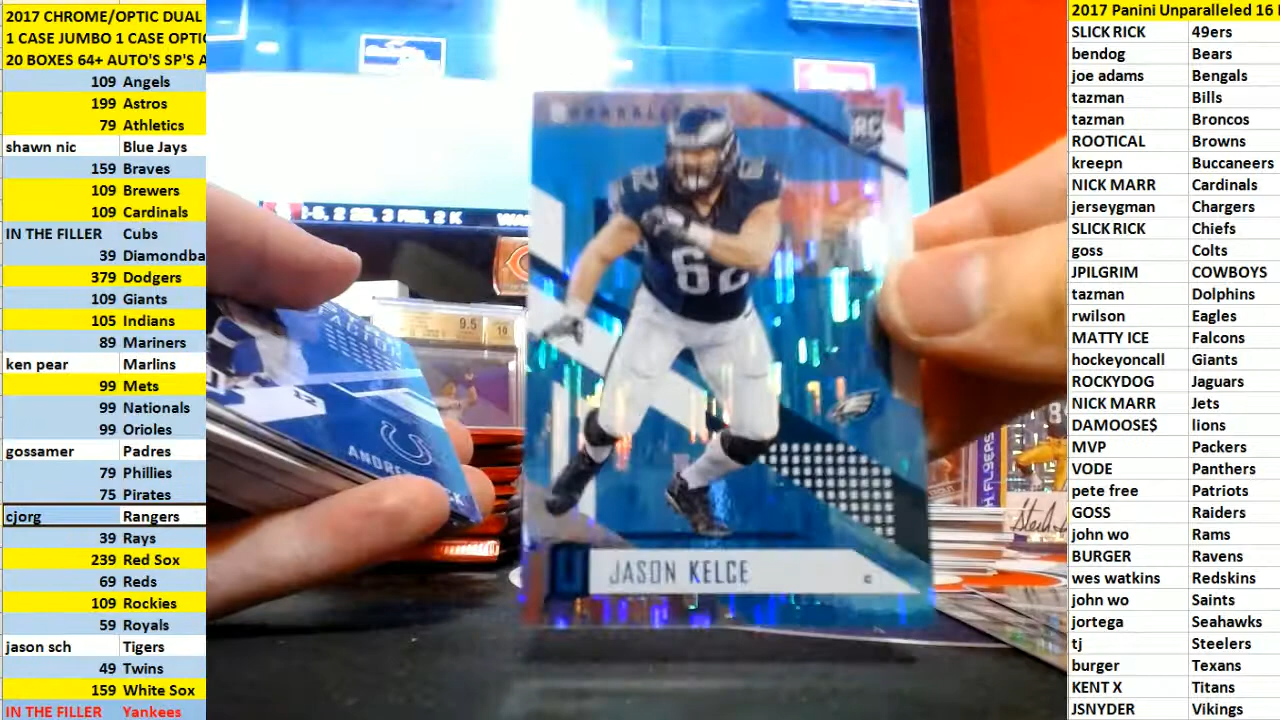 2017 CHROME/OPTIC DUAL
1 CASE JUMBO 1 CASE OPTIC
20 BOXES 64+ AUTO'S SP'S A
109 Angels
199 Astros
79 Athletics
shawn nic Blue Jays
159 Braves
109 Brewers
109 Cardinals
IN THE FILLER Cubs
39 Diamondba
379 Dodgers
109 Giants
105 Indians
89 Mariners
ken pear Marlins
99 Mets
99 Nationals
99 Orioles
gossamer Padres
79 Phillies
75 Pirates
cjorg Rangers
39 Rays
239 Red Sox
69 Reds
109 Rockies
59 Royals
jason sch Tigers
49 Twins
159 White Sox
IN THE FILLER Yankees
RC
62
62
U JASON KELCE C
2 K
9.5
10
12
2017 Panini Unparalleled 16
SLICK RICK 49ers
bendog Bears
joe adams Bengals
tazman Bills
tazman Broncos
ROOTICAL Browns
kreepn Buccaneers
NICK MARR Cardinals
jerseygman Chargers
SLICK RICK Chiefs
goss Colts
JPILGRIM COWBOYS
tazman Dolphins
rwilson Eagles
MATTY ICE Falcons
hockeyoncall Giants
ROCKYDOG Jaguars
NICK MARR Jets
DAMOOSE$ lions
MVP Packers
VODE Panthers
pete free Patriots
GOSS Raiders
john wo Rams
BURGER Ravens
wes watkins Redskins
john wo Saints
jortega Seahawks
tj Steelers
burger Texans
KENT X Titans
JSNYDER Vikings